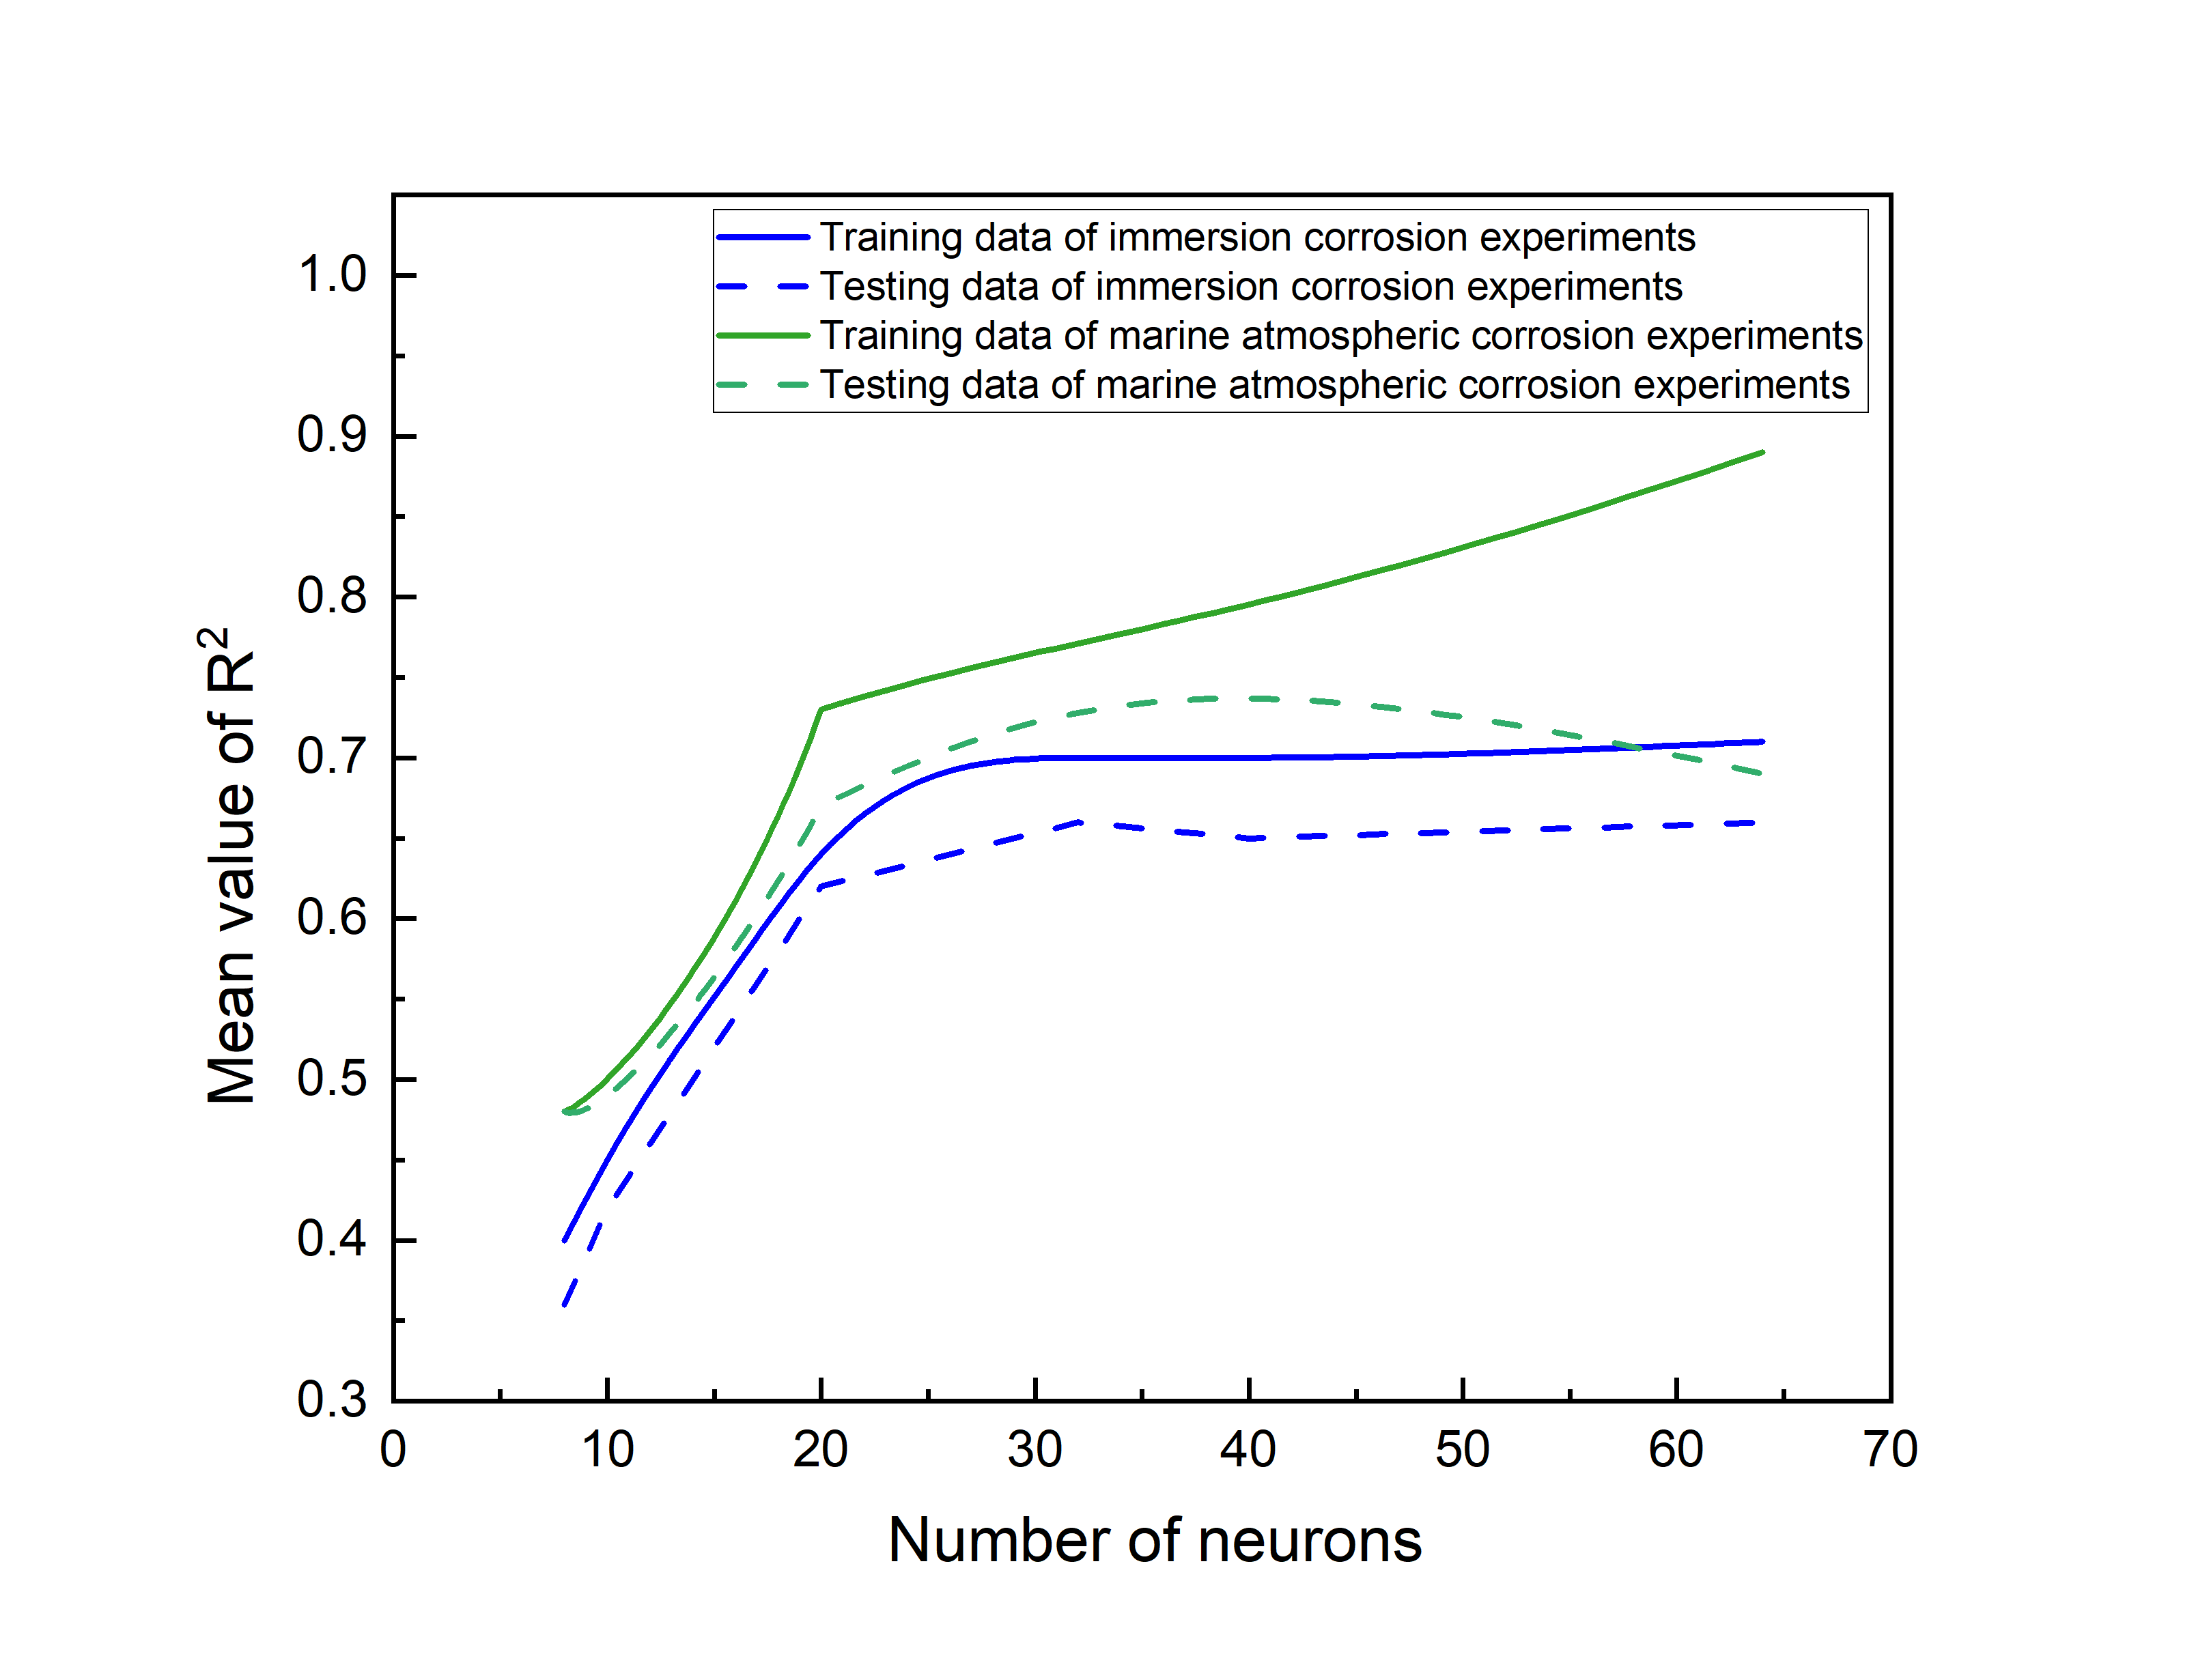 Training data of immersion corrosion experiments
Testing data of immersion corrosion experiments
Training data of marine atmospheric corrosion experiments
Testing data of marine atmospheric corrosion experiments
1.0
0.9
0.8
0.7
0.6
0.5
0.4
0.3
Mean value of R²
0 10 20 30 40 50 60 70
Number of neurons